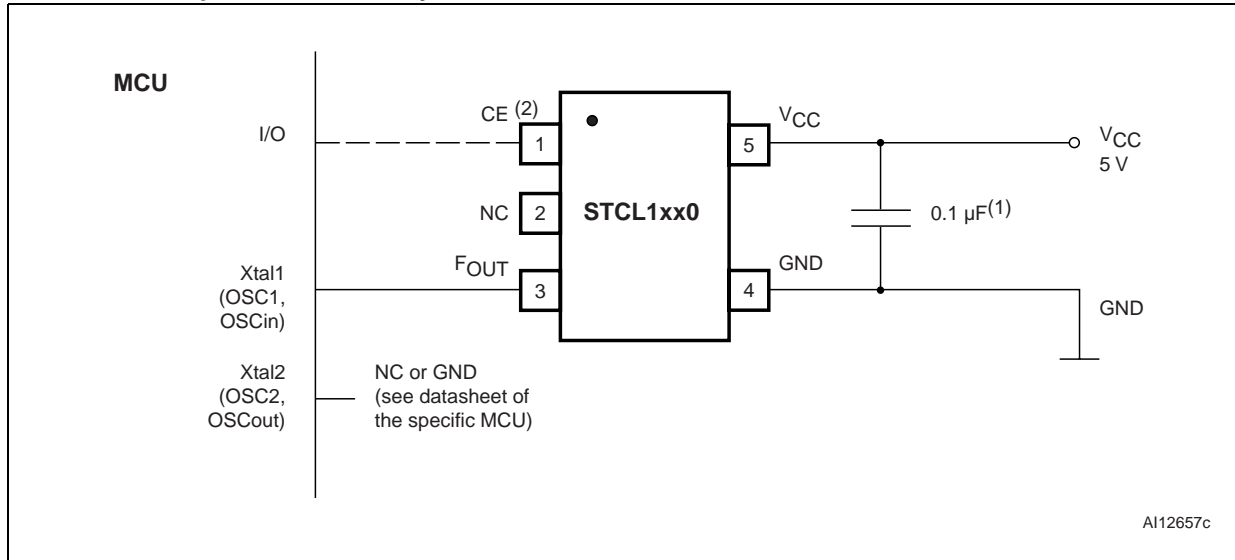 MCU
I/O
CE (2)
1
NC
2
FOUT
3
STCL1xx0
VCC
5
GND
4
VCC
5 V
0.1 µF(1)
GND
Xtal1
(OSC1,
OSCin)
Xtal2
(OSC2,
OSCout)
NC or GND
(see datasheet of
the specific MCU)
AI12657c